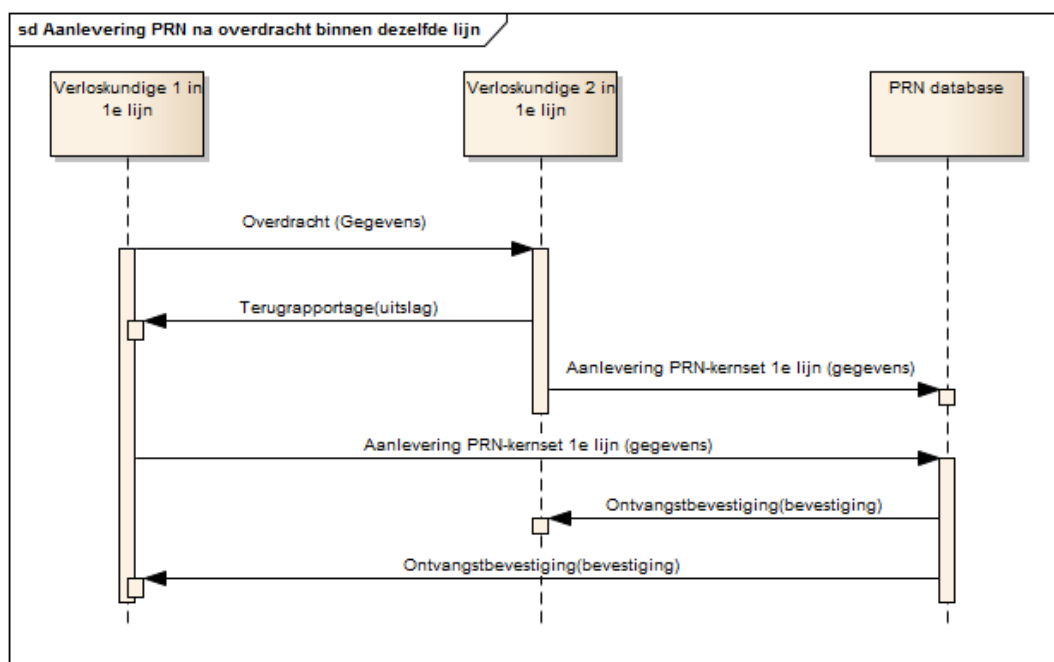 sd Aanlevering PRN na overdracht binnen dezelfde lijn
Verloskundige 1 in
1e lijn
Verloskundige 2 in
1e lijn
PRN database
Overdracht (Gegevens)
Terugrapportage(uitslag)
Aanlevering PRN-kernset 1e lijn (gegevens)
Aanlevering PRN-kernset 1e lijn (gegevens)
Ontvangstbevestiging(bevestiging)
Ontvangstbevestiging(bevestiging)